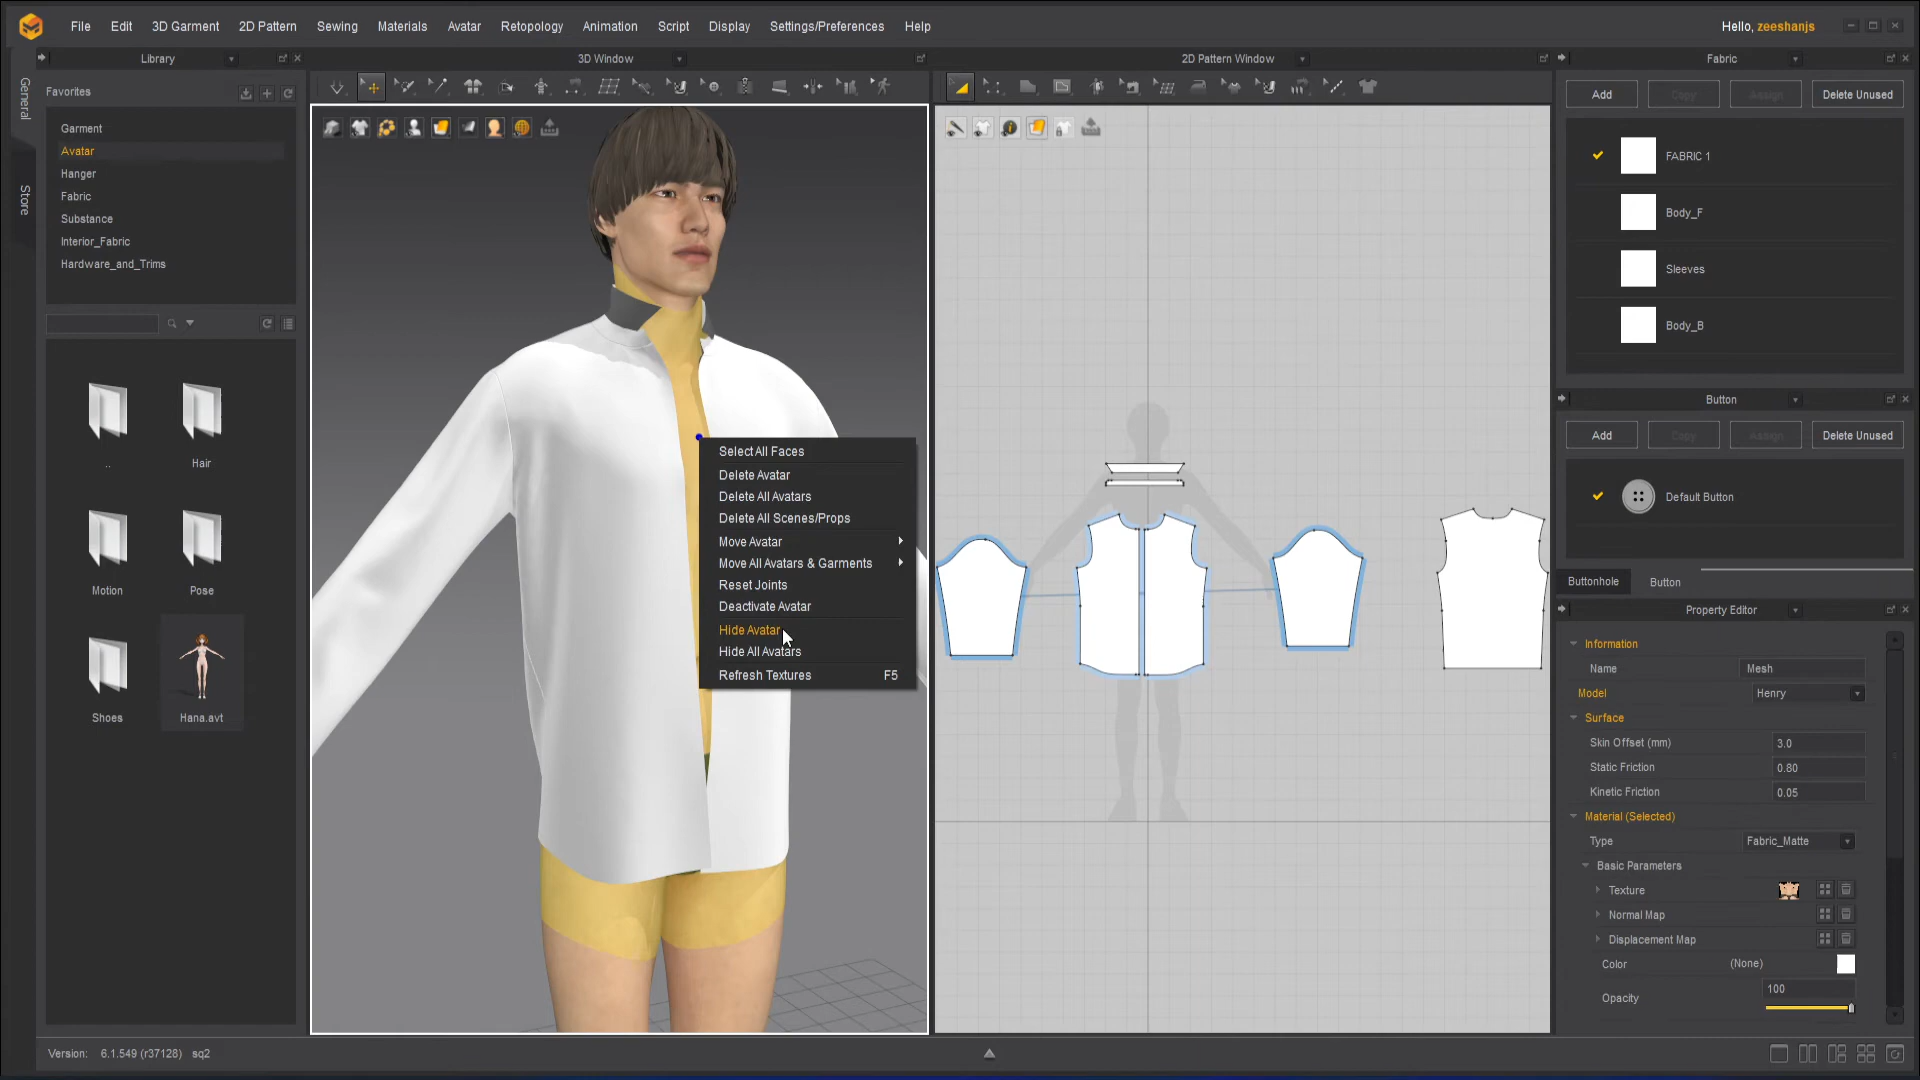 File Edit 3D Garment 2D Pattern Sewing Materials Avatar Retopology Animation Script Display Settings/Preferences Help
Hello, zeeshanjs
Library
3D Window
2D Pattern Window
Fabric
General
Store
Favorites
Garment
Avatar
Hanger
Fabric
Substance
Interior_Fabric
Hardware_and_Trims
..
Hair
Motion
Pose
Shoes
Hana.avt
Select All Faces
Delete Avatar
Delete All Avatars
Delete All Scenes/Props
Move Avatar
Move All Avatars & Garments
Reset Joints
Deactivate Avatar
Hide Avatar
Hide All Avatars
Refresh Textures F5
Add Copy Assign Delete Unused
FABRIC 1
Body_F
Sleeves
Body_B
Button
Add Copy Assign Delete Unused
Default Button
Buttonhole Button
Property Editor
Information
Name Mesh
Model Henry
Surface
Skin Offset (mm) 3.0
Static Friction 0.80
Kinetic Friction 0.05
Material (Selected)
Type Fabric_Matte
Basic Parameters
Texture
Normal Map
Displacement Map
Color (None)
Opacity 100
Version: 6.1.549 (r37128) sq2